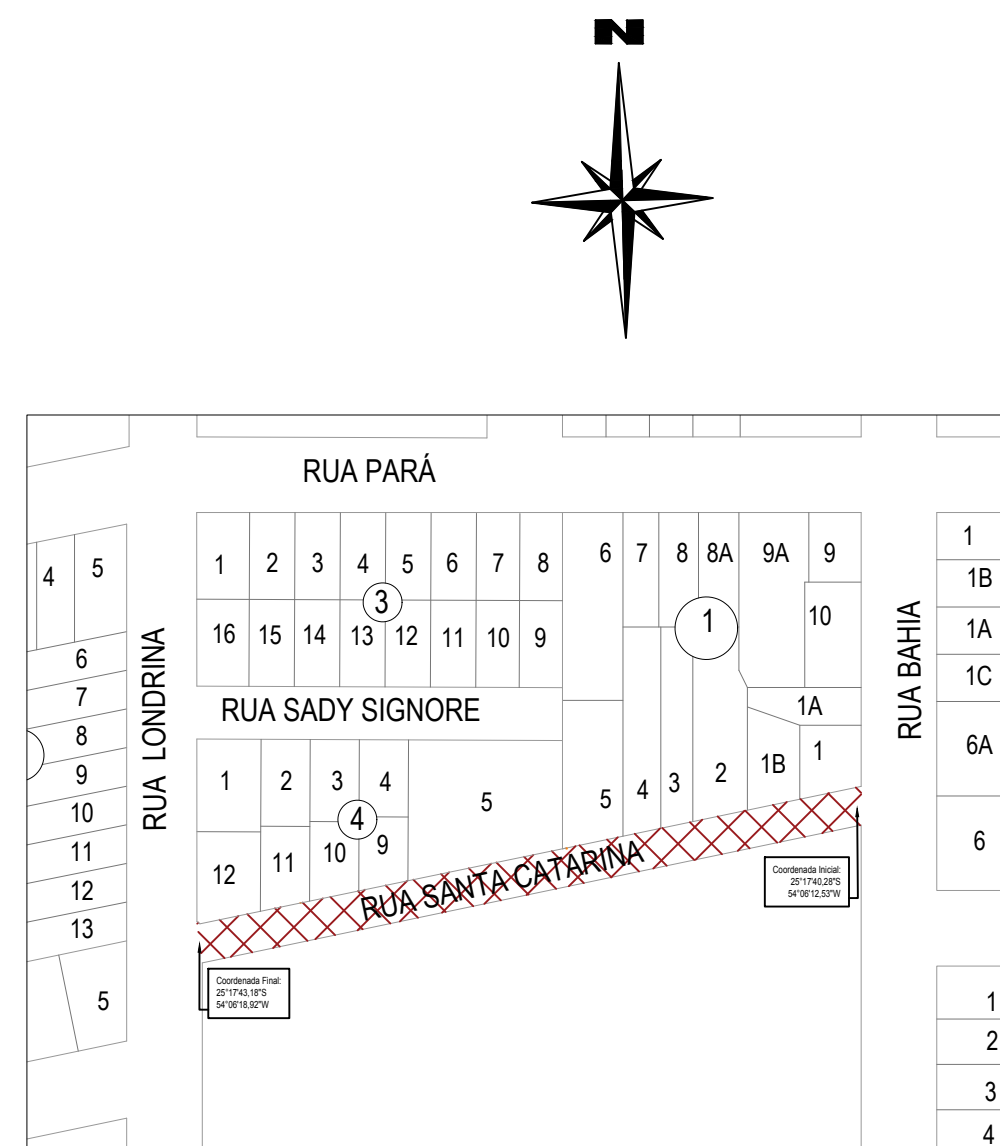 N
RUA PARÁ
1 2 3 4 5 6 7 8 6 7 8 8A 9A 9
3
1
16 15 14 13 12 11 10 9 10
4 5
6
7
8
9
10
11
12
13
5
RUA LONDRINA
RUA SADY SIGNORE
1 2 3 4 5
4
12 11 10 9
5 4 3 2 1B 1
1A
RUA BAHIA
1
1B
1A
1C
6A
6
1
2
3
4
RUA SANTA CATARINA
Coordenada Inicial:
25°17'40,28"S
54°06'12,53"W
Coordenada Final:
25°17'43,18"S
54°06'18,92"W